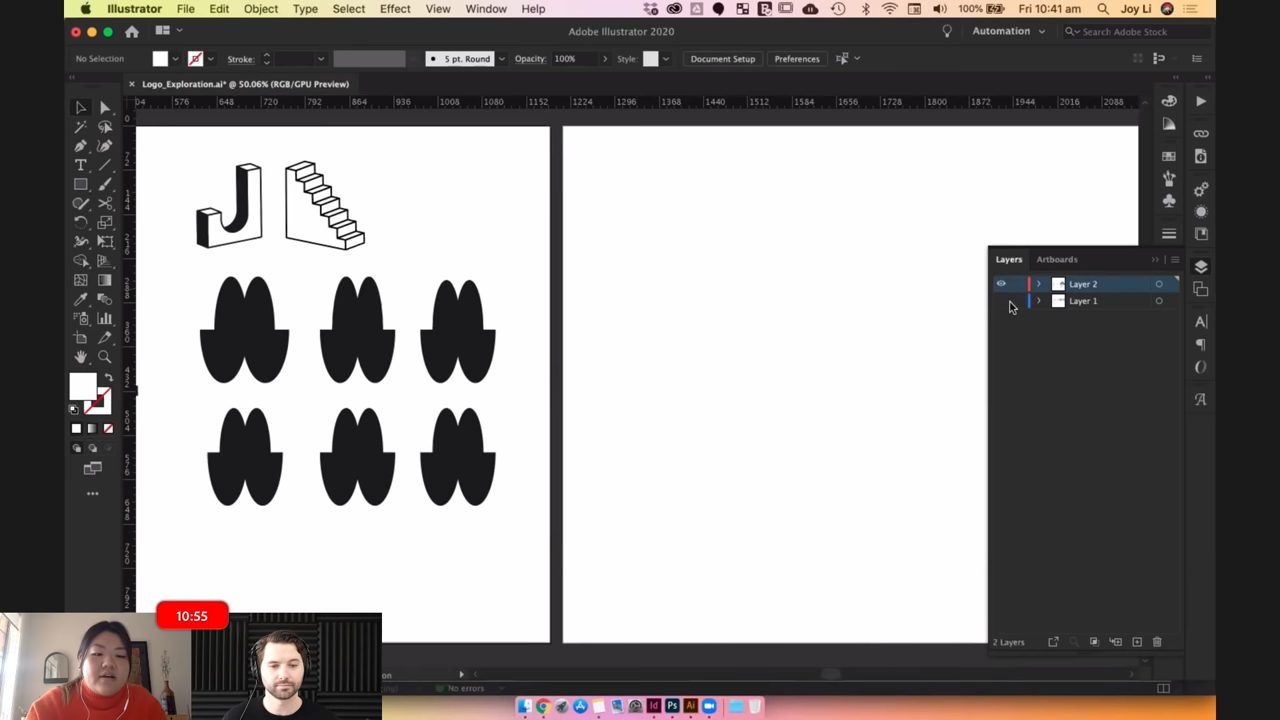 Illustrator File Edit Object Type Select Effect View Window Help 100% Fri 10:41 am Joy Li
Adobe Illustrator 2020 Automation Search Adobe Stock
No Selection Stroke: 5 pt. Round Opacity: 100% Style: Document Setup Preferences
× Logo_Exploration.ai* @ 50.06% (RGB/GPU Preview)
04 576 648 720 792 864 936 1008 1080 1152 1224 1296 1368 1440 1512 1584 1656 1728 1800 1872 1944 2016 2088
J
Layers Artboards
Layer 2
Layer 1
10:55
2 Layers
No errors